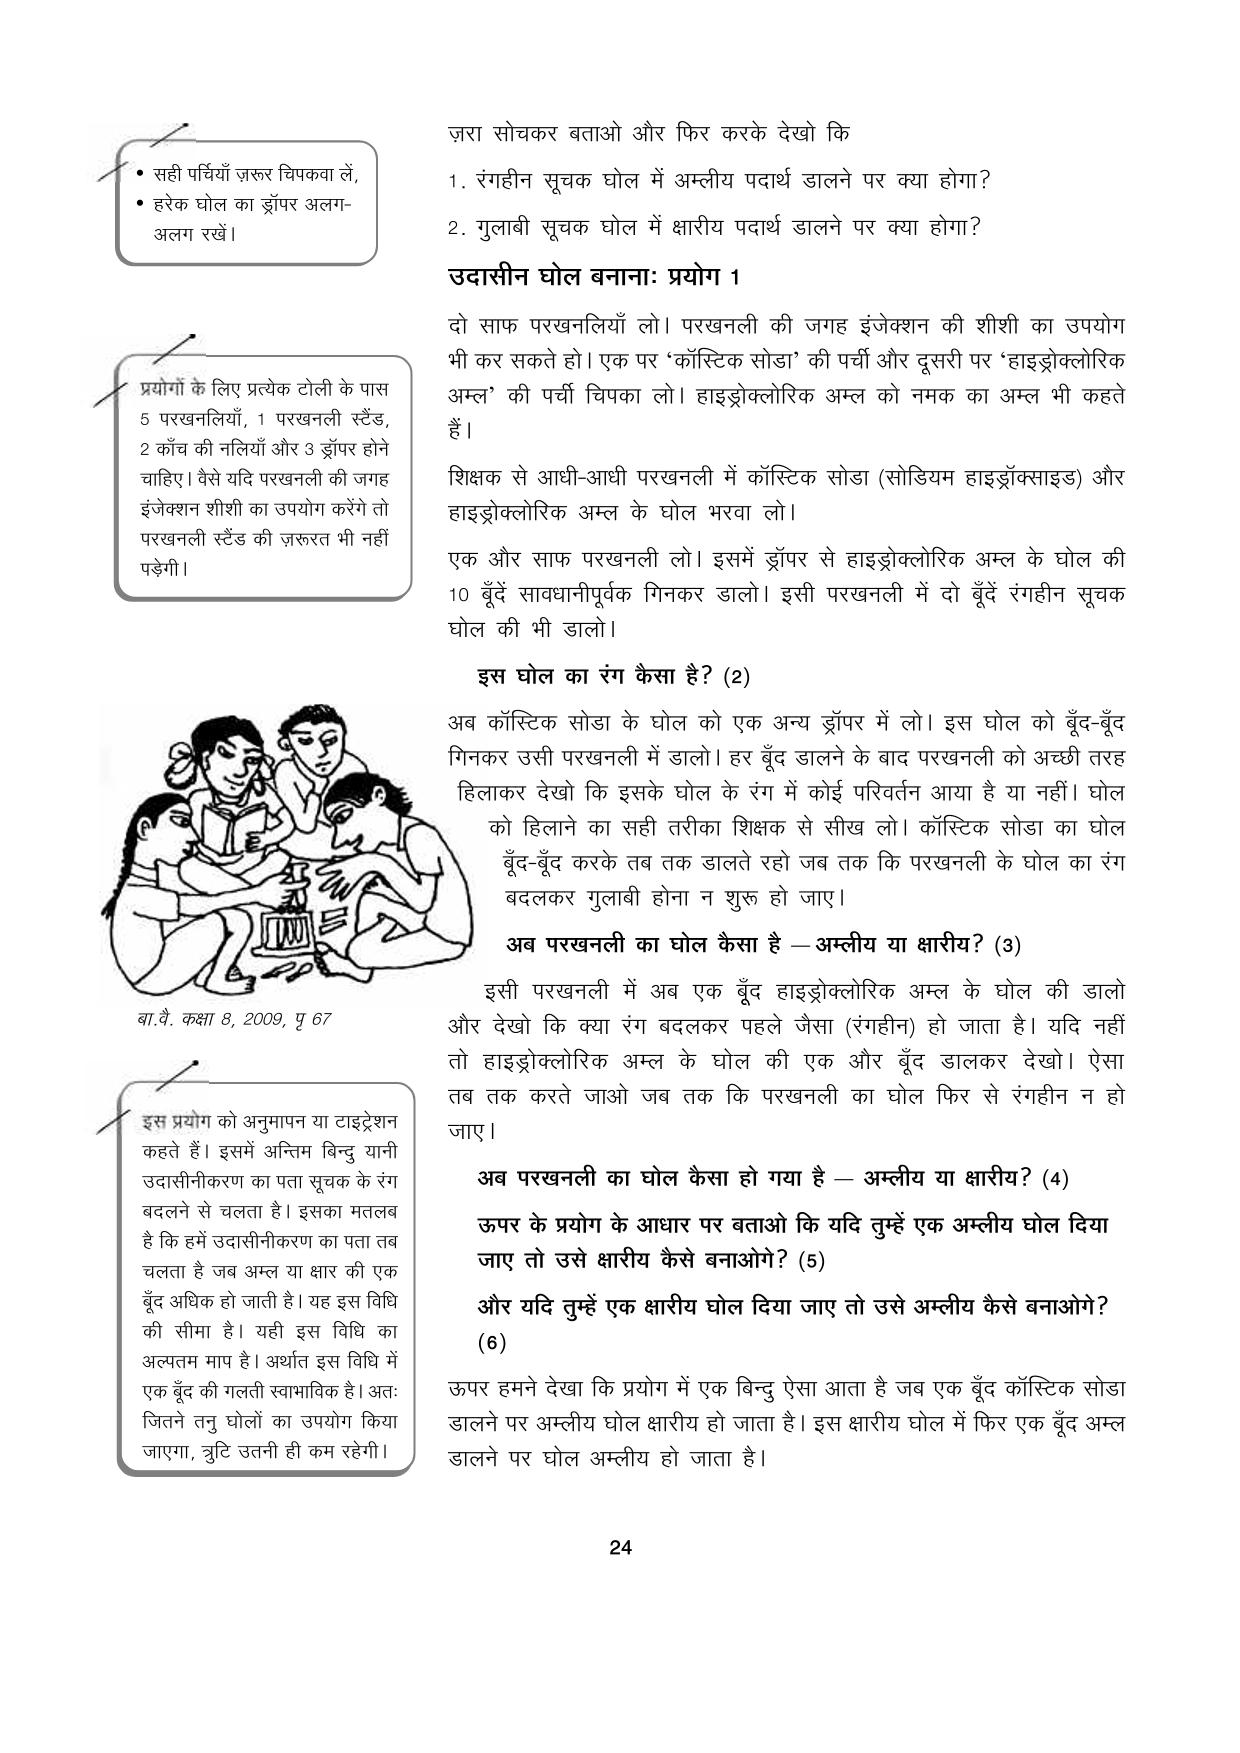 ज़रा सोचकर बताओ और फिर करके देखो कि
1. रंगहीन सूचक घोल में अम्लीय पदार्थ डालने पर क्या होगा?
2. गुलाबी सूचक घोल में क्षारीय पदार्थ डालने पर क्या होगा?
• सही पर्चियाँ ज़रूर चिपकवा लें,
• हरेक घोल का ड्रॉपर अलग-
अलग रखें।
उदासीन घोल बनानाः प्रयोग 1
दो साफ परखनलियाँ लो। परखनली की जगह इंजेक्शन की शीशी का उपयोग
भी कर सकते हो। एक पर ‘कॉस्टिक सोडा’ की पर्ची और दूसरी पर ‘हाइड्रोक्लोरिक
अम्ल’ की पर्ची चिपका लो। हाइड्रोक्लोरिक अम्ल को नमक का अम्ल भी कहते
हैं।
प्रयोगों के लिए प्रत्येक टोली के पास
5 परखनलियाँ, 1 परखनली स्टैंड,
2 काँच की नलियाँ और 3 ड्रॉपर होने
चाहिए। वैसे यदि परखनली की जगह
इंजेक्शन शीशी का उपयोग करेंगे तो
परखनली स्टैंड की ज़रूरत भी नहीं
पड़ेगी।
शिक्षक से आधी-आधी परखनली में कॉस्टिक सोडा (सोडियम हाइड्रॉक्साइड) और
हाइड्रोक्लोरिक अम्ल के घोल भरवा लो।
एक और साफ परखनली लो। इसमें ड्रॉपर से हाइड्रोक्लोरिक अम्ल के घोल की
10 बूँदें सावधानीपूर्वक गिनकर डालो। इसी परखनली में दो बूँदें रंगहीन सूचक
घोल की भी डालो।
इस घोल का रंग कैसा है? (2)
अब कॉस्टिक सोडा के घोल को एक अन्य ड्रॉपर में लो। इस घोल को बूँद-बूँद
गिनकर उसी परखनली में डालो। हर बूँद डालने के बाद परखनली को अच्छी तरह
हिलाकर देखो कि इसके घोल के रंग में कोई परिवर्तन आया है या नहीं। घोल
को हिलाने का सही तरीका शिक्षक से सीख लो। कॉस्टिक सोडा का घोल
बूँद-बूँद करके तब तक डालते रहो जब तक कि परखनली के घोल का रंग
बदलकर गुलाबी होना न शुरू हो जाए।
अब परखनली का घोल कैसा है — अम्लीय या क्षारीय? (3)
बा.वै. कक्षा 8, 2009, पृ 67
इसी परखनली में अब एक बूँद हाइड्रोक्लोरिक अम्ल के घोल की डालो
और देखो कि क्या रंग बदलकर पहले जैसा (रंगहीन) हो जाता है। यदि नहीं
तो हाइड्रोक्लोरिक अम्ल के घोल की एक और बूँद डालकर देखो। ऐसा
तब तक करते जाओ जब तक कि परखनली का घोल फिर से रंगहीन न हो
जाए।
इस प्रयोग को अनुमापन या टाइट्रेशन
कहते हैं। इसमें अन्तिम बिन्दु यानी
उदासीनीकरण का पता सूचक के रंग
बदलने से चलता है। इसका मतलब
है कि हमें उदासीनीकरण का पता तब
चलता है जब अम्ल या क्षार की एक
बूँद अधिक हो जाती है। यह इस विधि
की सीमा है। यही इस विधि का
अल्पतम माप है। अर्थात इस विधि में
एक बूँद की गलती स्वाभाविक है। अतः
जितने तनु घोलों का उपयोग किया
जाएगा, त्रुटि उतनी ही कम रहेगी।
अब परखनली का घोल कैसा हो गया है — अम्लीय या क्षारीय? (4)
ऊपर के प्रयोग के आधार पर बताओ कि यदि तुम्हें एक अम्लीय घोल दिया
जाए तो उसे क्षारीय कैसे बनाओगे? (5)
और यदि तुम्हें एक क्षारीय घोल दिया जाए तो उसे अम्लीय कैसे बनाओगे?
(6)
ऊपर हमने देखा कि प्रयोग में एक बिन्दु ऐसा आता है जब एक बूँद कॉस्टिक सोडा
डालने पर अम्लीय घोल क्षारीय हो जाता है। इस क्षारीय घोल में फिर एक बूँद अम्ल
डालने पर घोल अम्लीय हो जाता है।
24